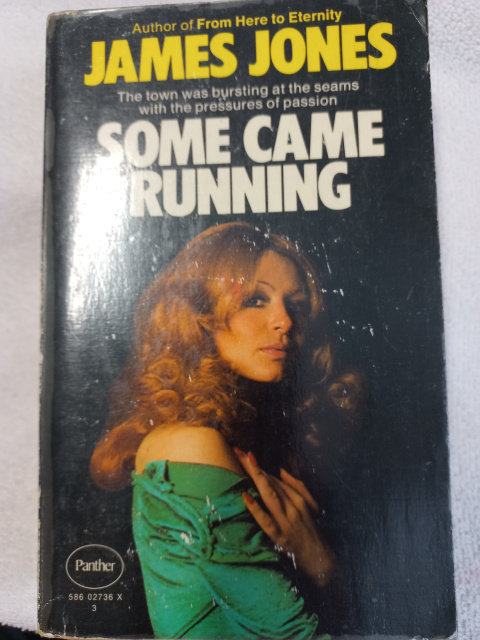 Author of From Here to Eternity
JAMES JONES
The town was bursting at the seams
with the pressures of passion
SOME CAME
RUNNING
Panther
586 02736 X
3